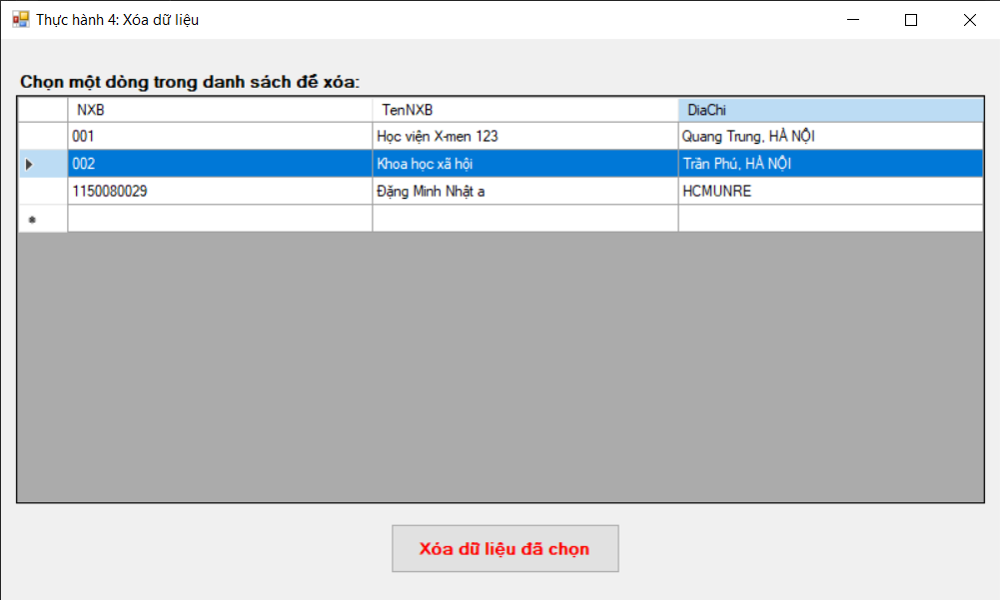 Thực hành 4: Xóa dữ liệu
Chọn một dòng trong danh sách để xóa:
NXB TenNXB DiaChi
001 Học viện X-men 123 Quang Trung, HÀ NỘI
002 Khoa học xã hội Trần Phú, HÀ NỘI
1150080029 Đặng Minh Nhật a HCMUNRE
Xóa dữ liệu đã chọn